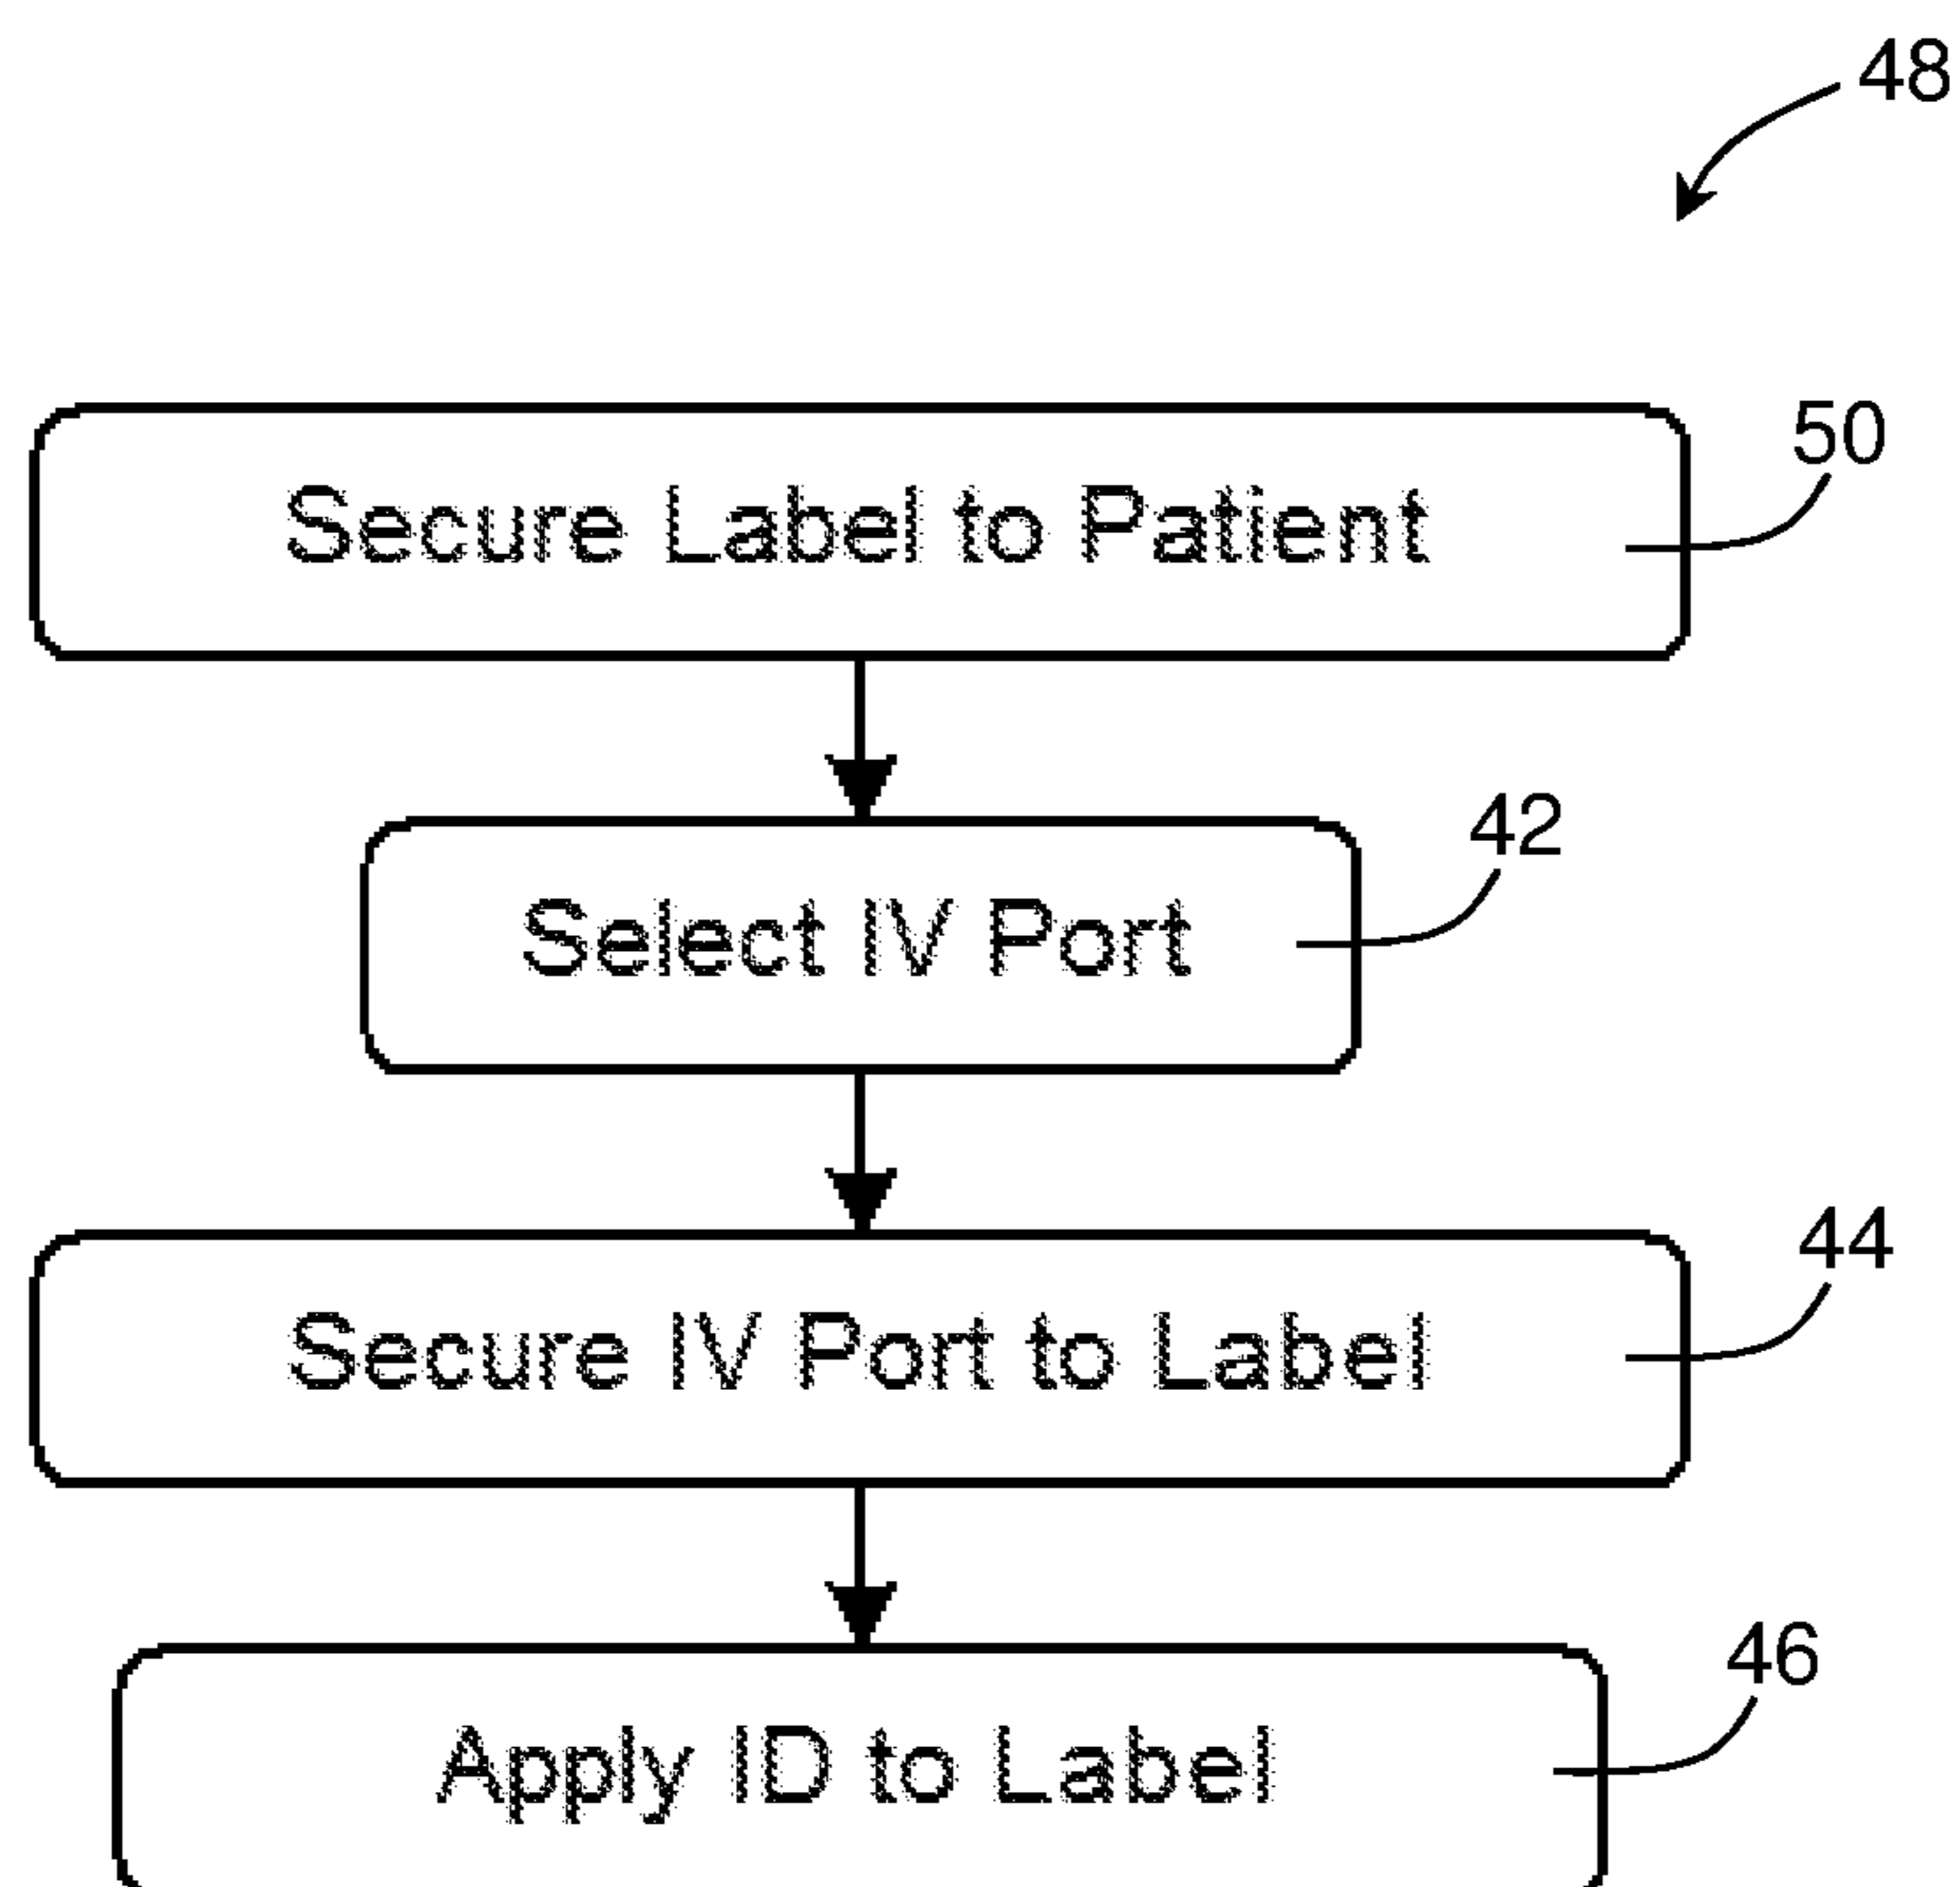 48
Secure Label to Patient
50
Select IV Port
42
Secure IV Port to Label
44
Apply ID to Label
46